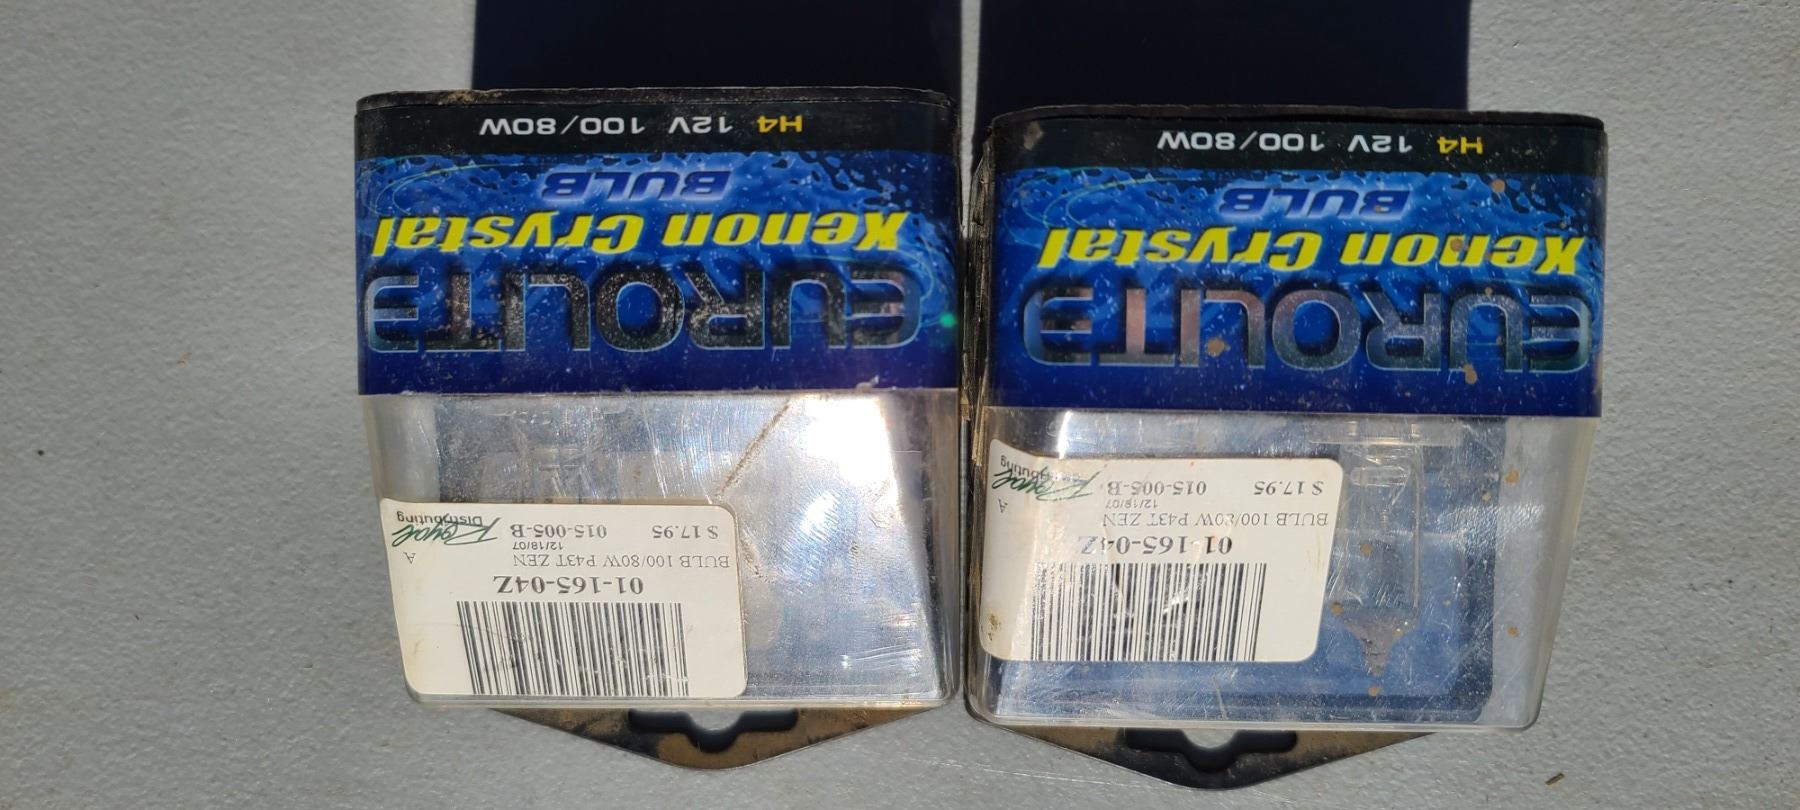 01-165-04Z
BULB 100/80W P43T ZEN
12/18/07
$ 17.95
015-005-B
A
Royal
Distributing
EUROLITE
Xenon Crystal
BULB
H4 12V 100/80W
01-165-04Z
BULB 100/80W P43T ZEN
12/18/07
$ 17.95
015-005-B
A
Royal
Distributing
EUROLITE
Xenon Crystal
BULB
H4 12V 100/80W